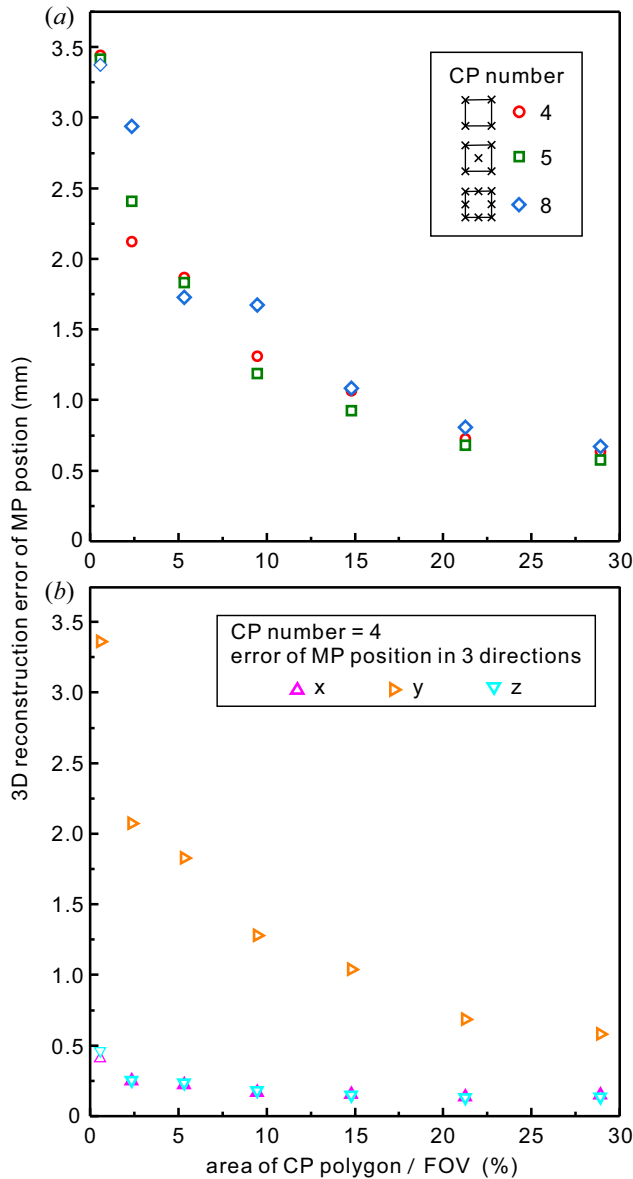 (a)
3.5
3.0
2.5
2.0
1.5
1.0
0.5
0
0 5 10 15 20 25 30
CP number
4
5
8
3D reconstruction error of MP postion (mm)
(b)
3.5
3.0
2.5
2.0
1.5
1.0
0.5
0
0 5 10 15 20 25 30
CP number = 4
error of MP position in 3 directions
x y z
area of CP polygon / FOV (%)